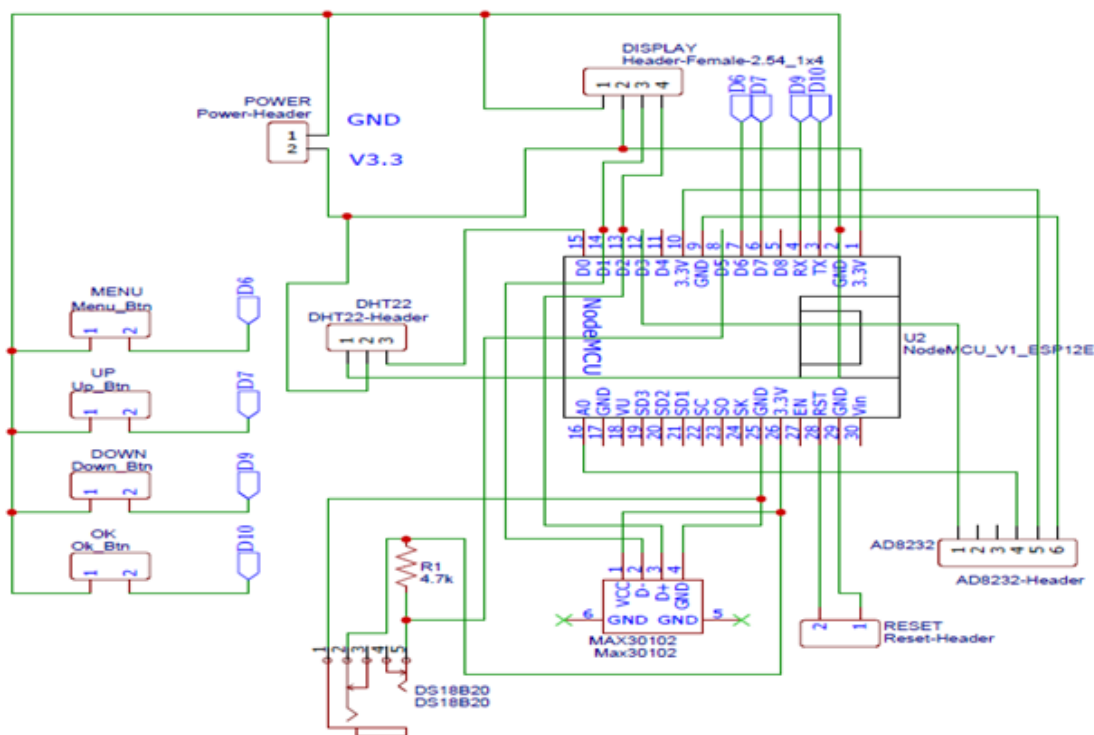 DISPLAY
Header-Female-2.54_1x4
1 2 3 4
D6 D7 D9 D10
POWER
Power-Header
1
2
GND
V3.3
15 14 13 12 11 10 9 8 7 6 5 4 3 2 1
D0 D1 D2 D3 D4 3.3V GND D5 D6 D7 D8 RX TX GND 3.3V
NodeMCU
U2
NodeMCU_V1_ESP12E
A0 GND VU SD3 SD2 SD1 SC SO SK GND 3.3V EN RST GND Vin
16 17 18 19 20 21 22 23 24 25 26 27 28 29 30
MENU
Menu_Btn
1 2
D6
UP
Up_Btn
1 2
D7
DOWN
Down_Btn
1 2
D9
OK
Ok_Btn
1 2
D10
DHT22
DHT22-Header
1 2 3
R1
4.7k
1 2 3 4 5
DS18B20
DS18B20
1 2 3 4
VCC D- D+ GND
6 GND GND 5
MAX30102
Max30102
AD8232
1 2 3 4 5 6
AD8232-Header
2 1
RESET
Reset-Header